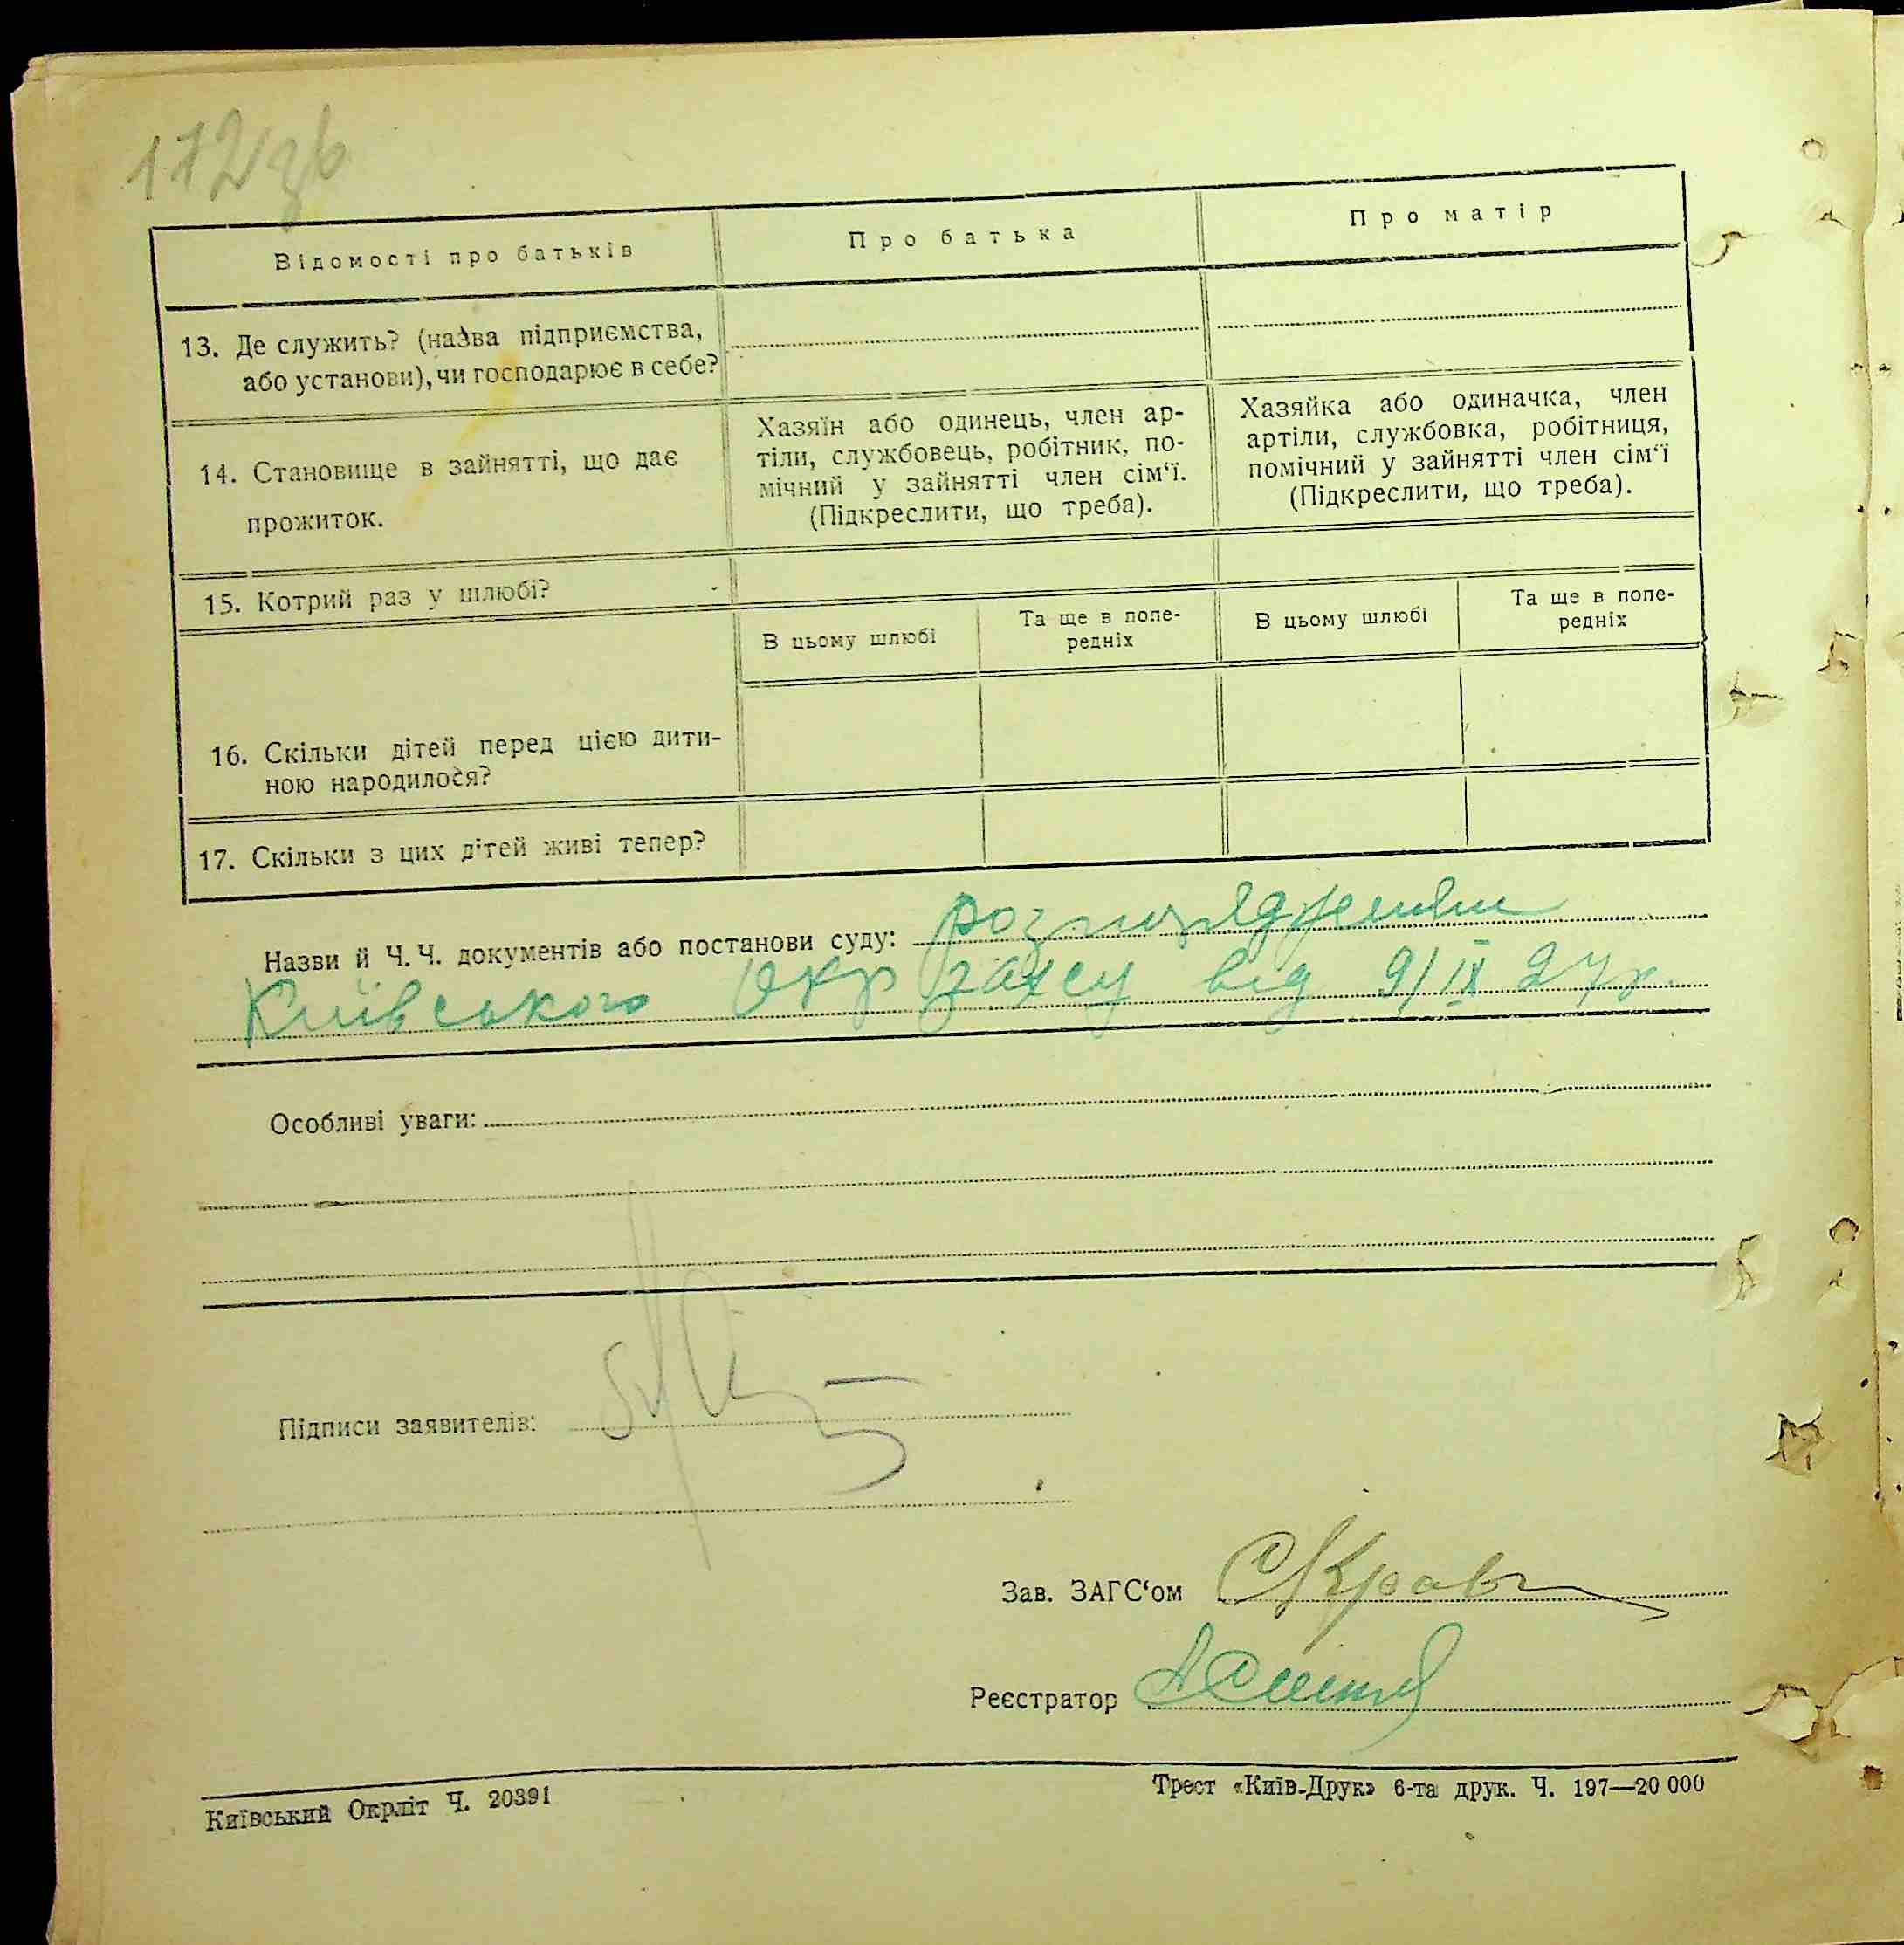 172 зв
Відомості про батьків
Про батька
Про матір
13. Де служить? (назва підприємства,
або установи), чи господарює в себе?
14. Становище в зайнятті, що дає
прожиток.
Хазяїн або одинець, член ар-
тіли, службовець, робітник, по-
мічний у зайнятті член сім‘ї.
(Підкреслити, що треба).
Хазяйка або одиначка, член
артіли, службовка, робітниця,
помічний у зайнятті член сім‘ї
(Підкреслити, що треба).
15. Котрий раз у шлюбі?
В цьому шлюбі
Та ще в попе-
редніх
В цьому шлюбі
Та ще в попе-
редніх
16. Скільки дітей перед цією дити-
ною народилося?
17. Скільки з цих дітей живі тепер?
Назви й Ч. Ч. документів або постанови суду: розпорядження
Київського Окр загсу від 9/IX 27р.
Особливі уваги:
Підписи заявителів:
Зав. ЗАГС‘ом
Реєстратор
Київський Окрліт Ч. 20391
Трест «Київ-Друк» 6-та друк. Ч. 197—20 000